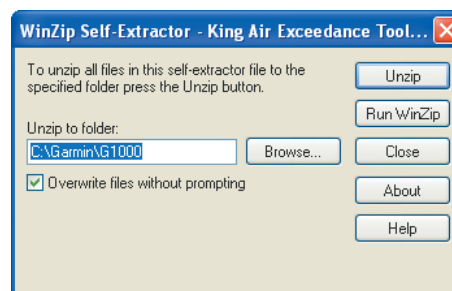 WinZip Self-Extractor - King Air Exceedance Tool...
To unzip all files in this self-extractor file to the
specified folder press the Unzip button.
Unzip to folder:
C:\Garmin\G1000
Browse...
Overwrite files without prompting
Unzip
Run WinZip
Close
About
Help